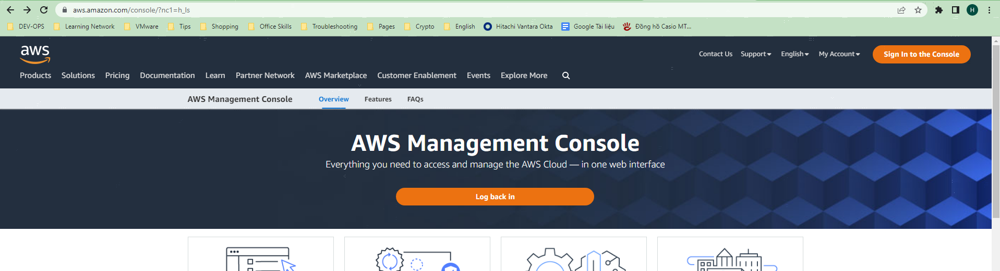 aws.amazon.com/console/?nc1=h_ls
H
DEV-OPS Learning Network VMware Tips Shopping Office Skills Troubleshooting Pages Crypto English Hitachi Vantara Okta Google Tài liệu Đồng hồ Casio MT...
aws
Contact Us Support English My Account Sign In to the Console
Products Solutions Pricing Documentation Learn Partner Network AWS Marketplace Customer Enablement Events Explore More
AWS Management Console Overview Features FAQs
AWS Management Console
Everything you need to access and manage the AWS Cloud — in one web interface
Log back in